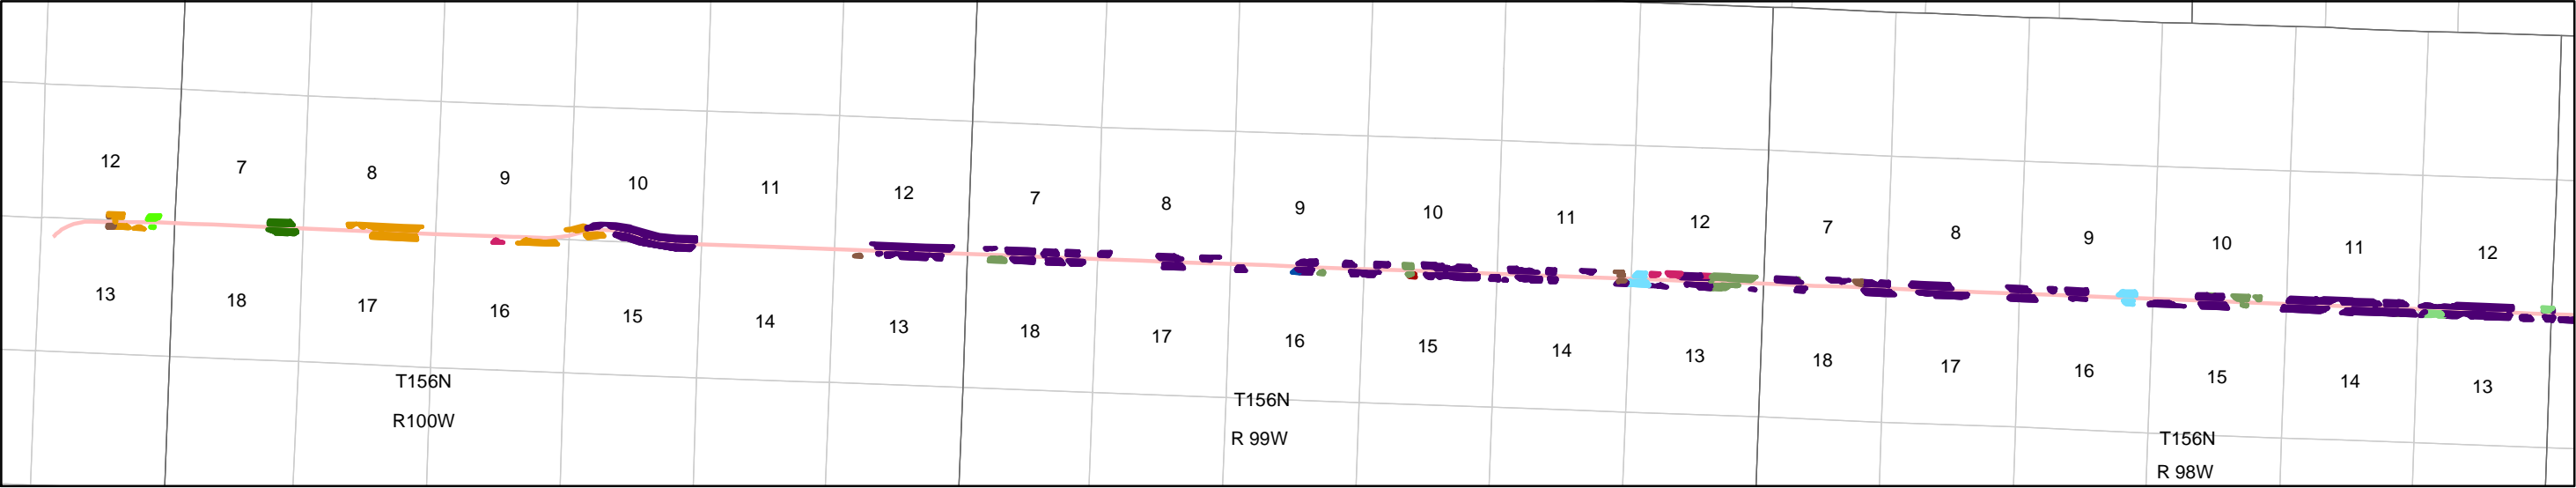 12 7 8 9 10 11 12 7 8 9 10 11 12 7 8 9 10 11 12
13 18 17 16 15 14 13 18 17 16 15 14 13 18 17 16 15 14 13
T156N T156N T156N
R100W R 99W R 98W